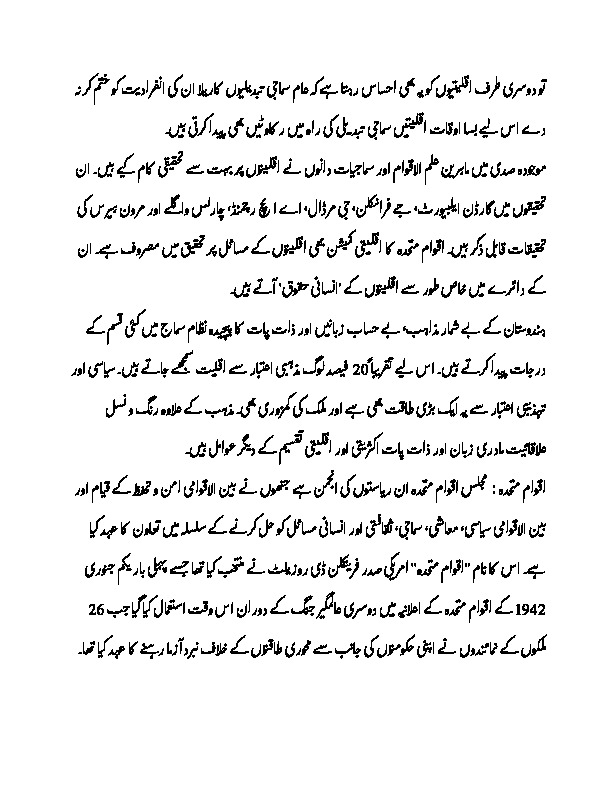 تو دوسری طرف اقلیتیوں کو یہ بھی احساس رہتا ہے کہ عام سماجی تبدیلیوں کا ریلا ان کی انفرادیت کو ختم کر نہ
دے اس لیے بسا اوقات اقلیتیں سماجی تبدیلی کی راہ میں رکاوٹیں بھی پیدا کرتی ہیں۔
موجودہ صدی میں ماہرین علم الاقوام اور سماجیات دانوں نے اقلیتوں پر بہت سے تحقیقی کام کیے ہیں۔ ان
تحقیقوں میں گارڈن ایلپورٹ، جے فرانکلن، جی مرڈال، اے ایچ رچمنڈ، چارلس واگلے اور مرون ہیرس کی
تحقیقات قابل ذکر ہیں۔ اقوام متحدہ کا اقلیتی کمیشن بھی اقلیتوں کے مسائل پر تحقیق میں مصروف ہے۔ ان
کے دائرے میں خاص طور سے اقلیتوں کے 'انسانی حقوق' آتے ہیں۔
ہندوستان کے بے شمار مذاہب، بے حساب زبانیں اور ذات پات کا پیچیدہ نظام سماج میں کئی قسم کے
درجات پیدا کرتے ہیں۔ اس لیے تقریباً 20 فیصد لوگ مذہبی اعتبار سے اقلیت سمجھے جاتے ہیں۔ سیاسی اور
تہذیبی اعتبار سے یہ ایک بڑی طاقت بھی ہے اور ملک کی کمزوری بھی۔ مذہب کے علاوہ رنگ و نسل
علاقائیت مادری زبان اور ذات پات اکثریتی اور اقلیتی تقسیم کے دیگر عوامل ہیں۔
اقوام متحدہ : مجلس اقوام متحدہ ان ریاستوں کی انجمن ہے جنھوں نے بین الاقوامی امن و تحفظ کے قیام اور
بین الاقوامی سیاسی، معاشی، سماجی، ثقافتی اور انسانی مسائل کو حل کرنے کے سلسلہ میں تعاون کا عہد کیا
ہے۔ اس کا نام "اقوام متحدہ" امریکی صدر فرینکلن ڈی روزیلٹ نے منتخب کیا تھا جسے پہلی بار یکم جنوری
1942 کے اقوام متحدہ کے اعلانیہ میں دوسری عالمگیر جنگ کے دوران اس وقت استعمال کیا گیا جب 26
ملکوں کے نمائندوں نے اپنی حکومتوں کی جانب سے محوری طاقتوں کے خلاف نبرد آزما رہنے کا عہد کیا تھا۔